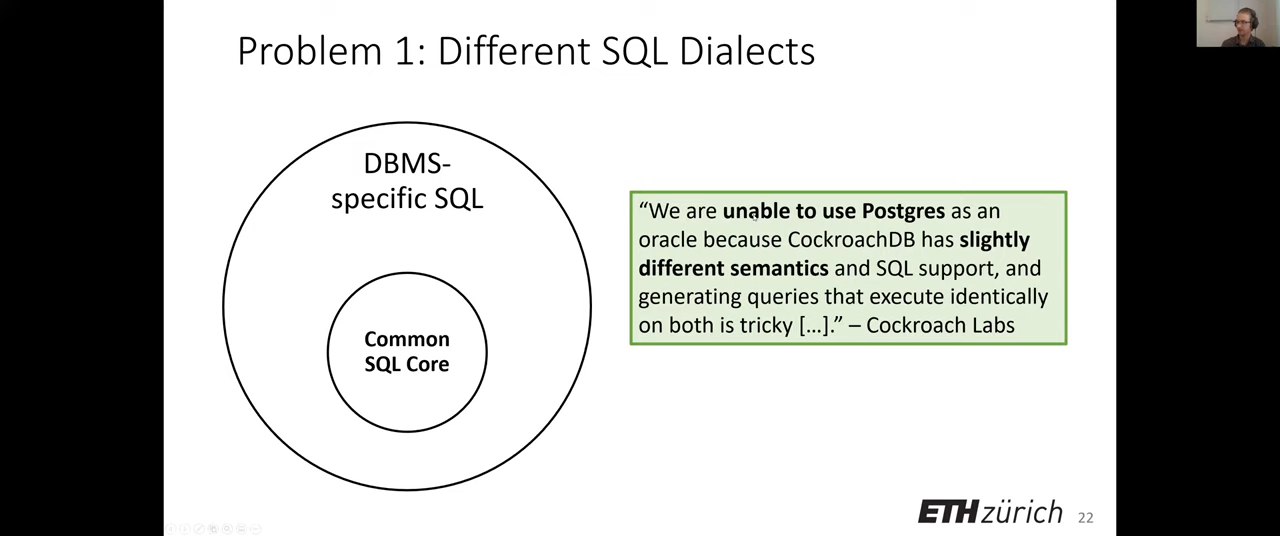 Problem 1: Different SQL Dialects
DBMS-
specific SQL
Common
SQL Core
“We are unable to use Postgres as an
oracle because CockroachDB has slightly
different semantics and SQL support, and
generating queries that execute identically
on both is tricky [...].” – Cockroach Labs
ETH zürich
22